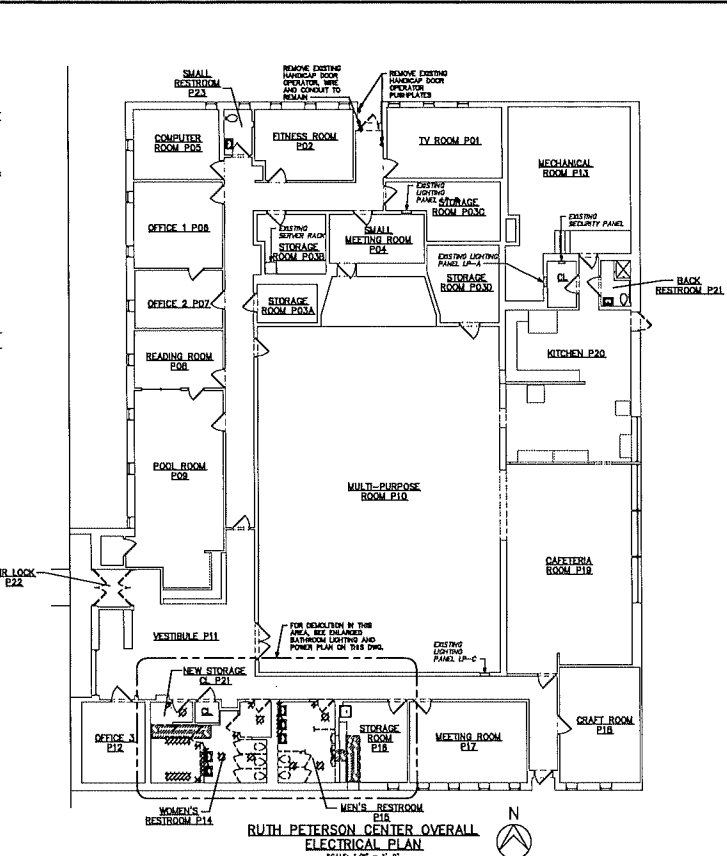 SMALL
RESTROOM
P23
REMOVE EXISTING
HANDICAP DOOR
OPERATOR, WIRE
AND CONDUIT TO
REMAIN
REMOVE EXISTING
HANDICAP DOOR
OPERATOR
PUSHPLATES
COMPUTER
ROOM P05
FITNESS ROOM
P02
TV ROOM P01
MECHANICAL
ROOM P13
EXISTING
LIGHTING
PANEL
STORAGE
ROOM P03C
OFFICE 1 P06
EXISTING
SERVER RACK
STORAGE
ROOM P03B
SMALL
MEETING ROOM
P04
EXISTING
SECURITY PANEL
EXISTING LIGHTING
PANEL LP-A
CL
STORAGE
ROOM P03D
BACK
RESTROOM P21
OFFICE 2 P07
STORAGE
ROOM P03A
READING ROOM
P08
KITCHEN P20
POOL ROOM
P09
MULTI-PURPOSE
ROOM P10
CAFETERIA
ROOM P19
LOCK
P22
VESTIBULE P11
FOR DEMOLITION IN THIS
AREA, SEE ENLARGED
BATHROOM LIGHTING AND
POWER PLAN ON THIS DWG.
EXISTING
LIGHTING
PANEL LP-C
NEW STORAGE
CL P21
CL
OFFICE 3
P12
STORAGE
ROOM
P16
MEETING ROOM
P17
CRAFT ROOM
P18
WOMEN'S
RESTROOM P14
MEN'S RESTROOM
P15
RUTH PETERSON CENTER OVERALL
ELECTRICAL PLAN
N